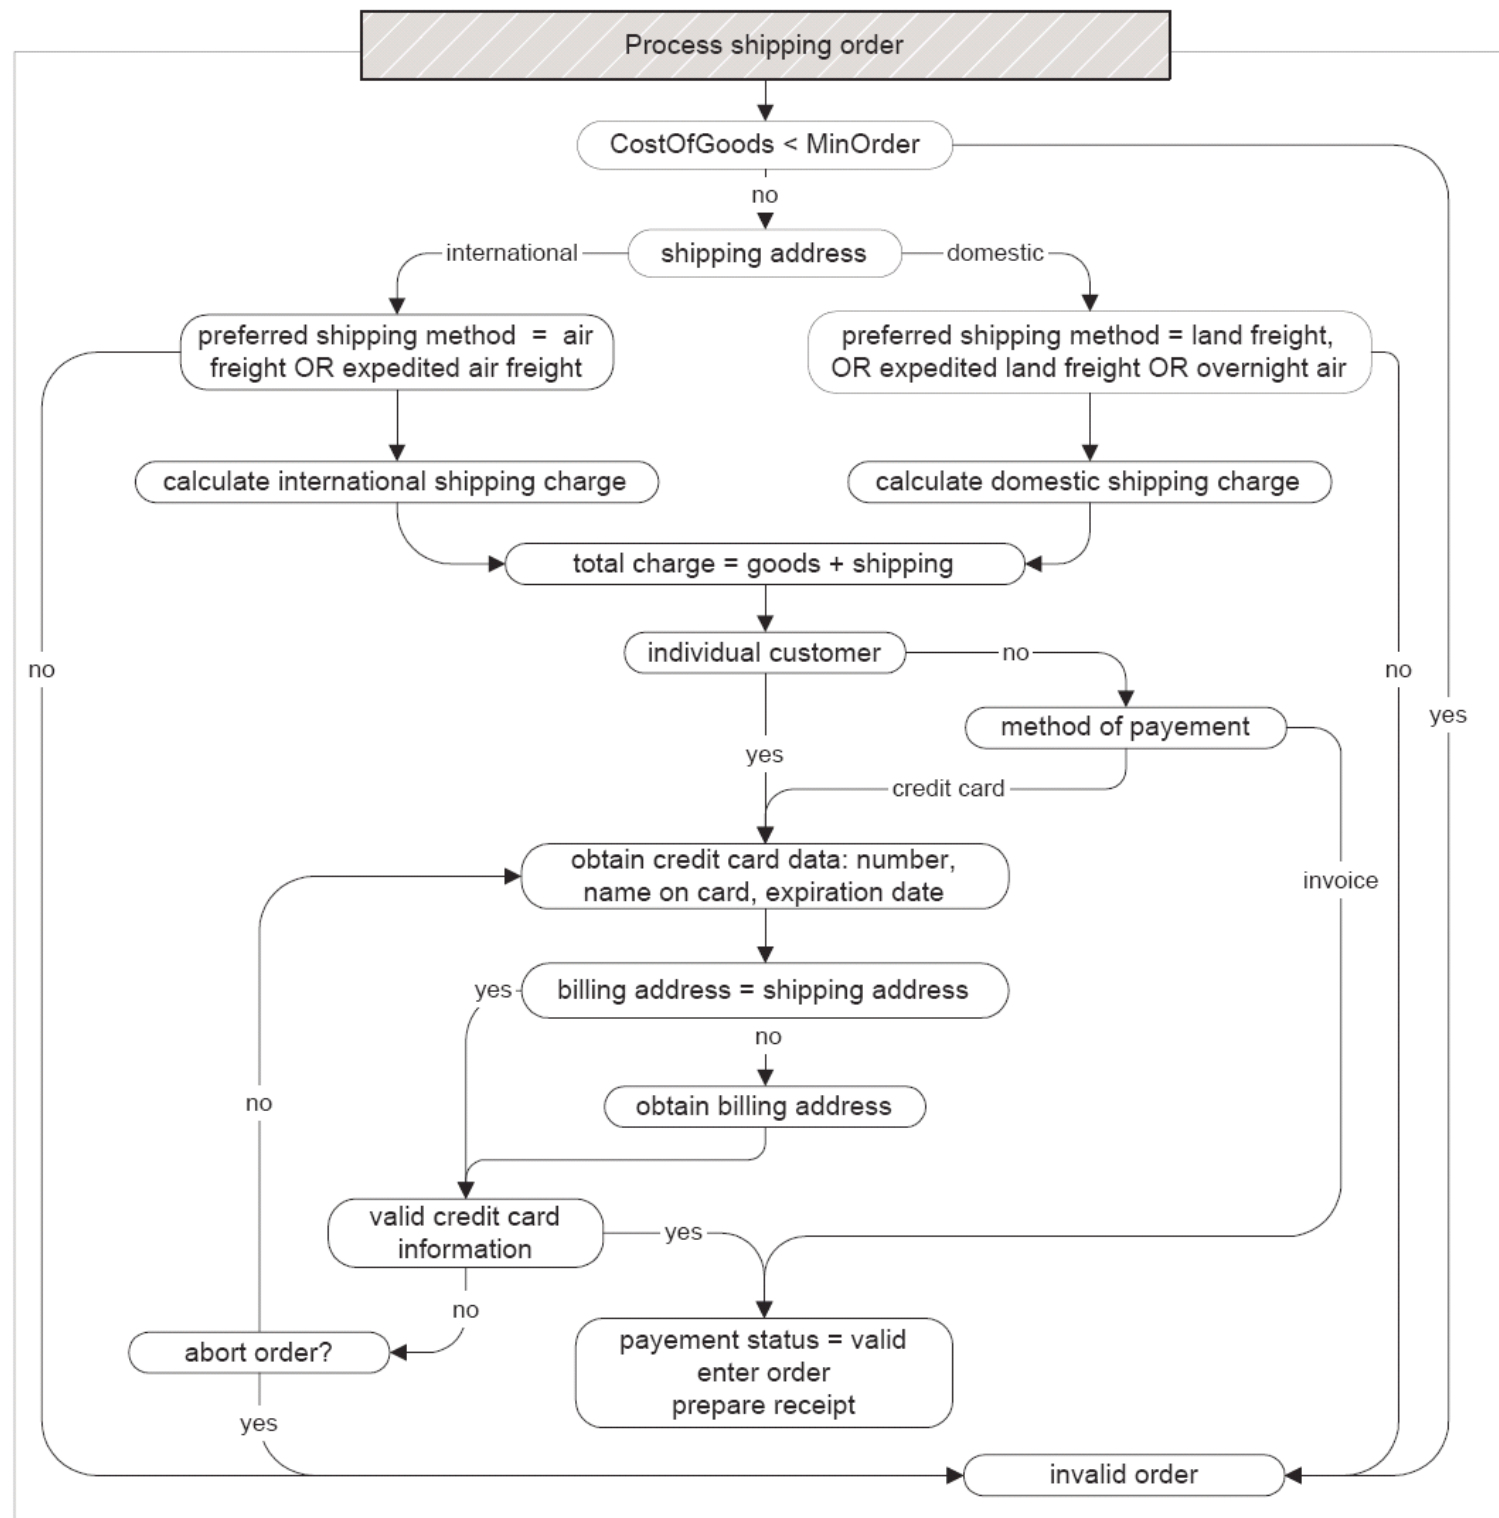 Process shipping order
CostOfGoods < MinOrder
no
international
shipping address
domestic
preferred shipping method = air
freight OR expedited air freight
preferred shipping method = land freight,
OR expedited land freight OR overnight air
calculate international shipping charge
calculate domestic shipping charge
total charge = goods + shipping
individual customer
no
no
no
method of payement
yes
yes
credit card
obtain credit card data: number,
name on card, expiration date
invoice
yes
billing address = shipping address
no
no
obtain billing address
valid credit card
information
yes
no
abort order?
payement status = valid
enter order
prepare receipt
yes
invalid order